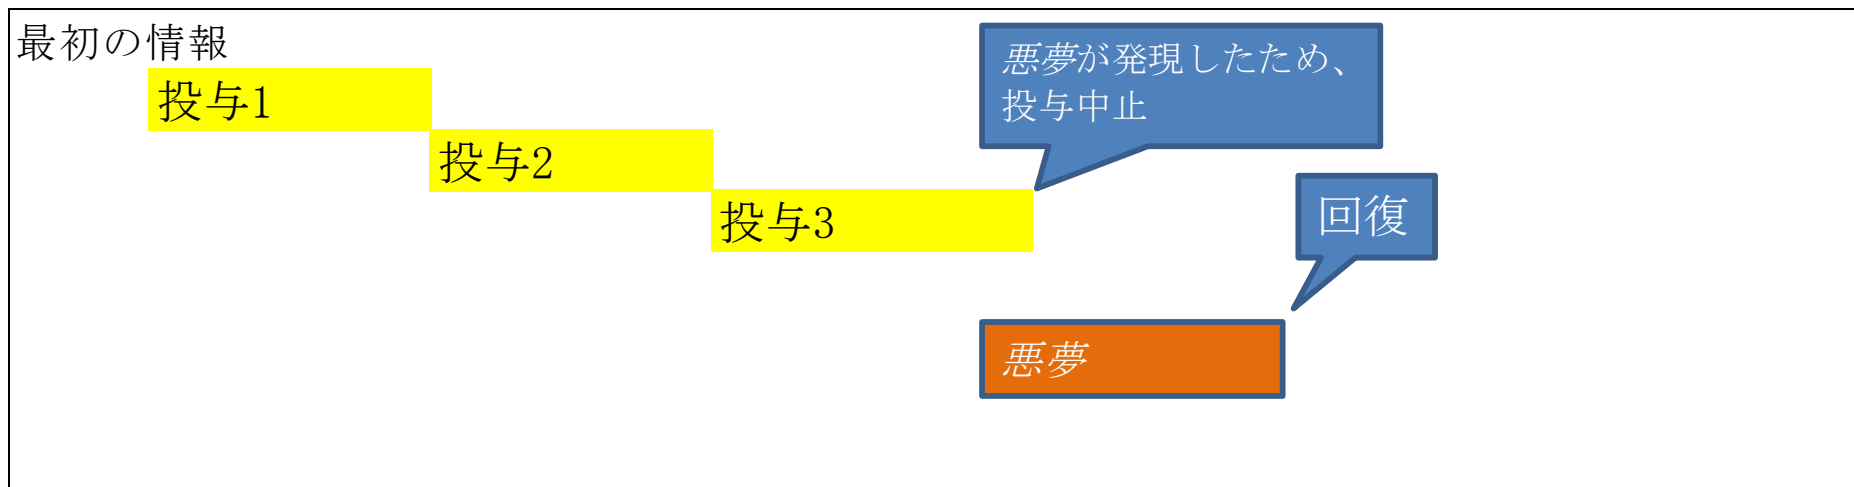 最初の情報
投与1
投与2
投与3
悪夢が発現したため、
投与中止
回復
悪夢